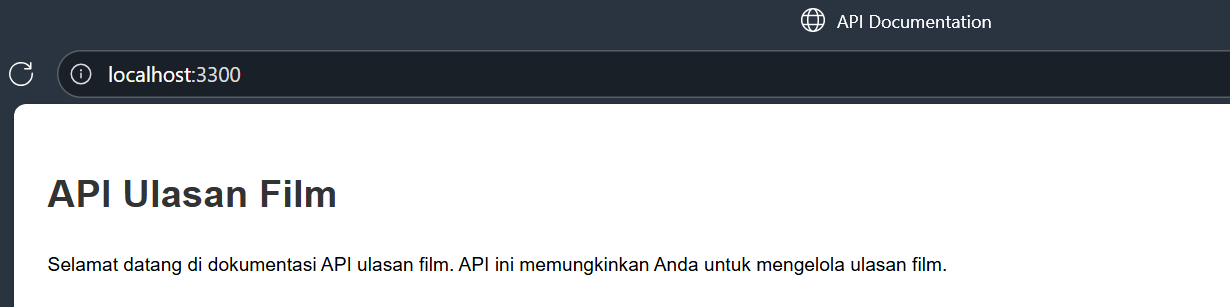 API Documentation
localhost:3300
API Ulasan Film
Selamat datang di dokumentasi API ulasan film. API ini memungkinkan Anda untuk mengelola ulasan film.